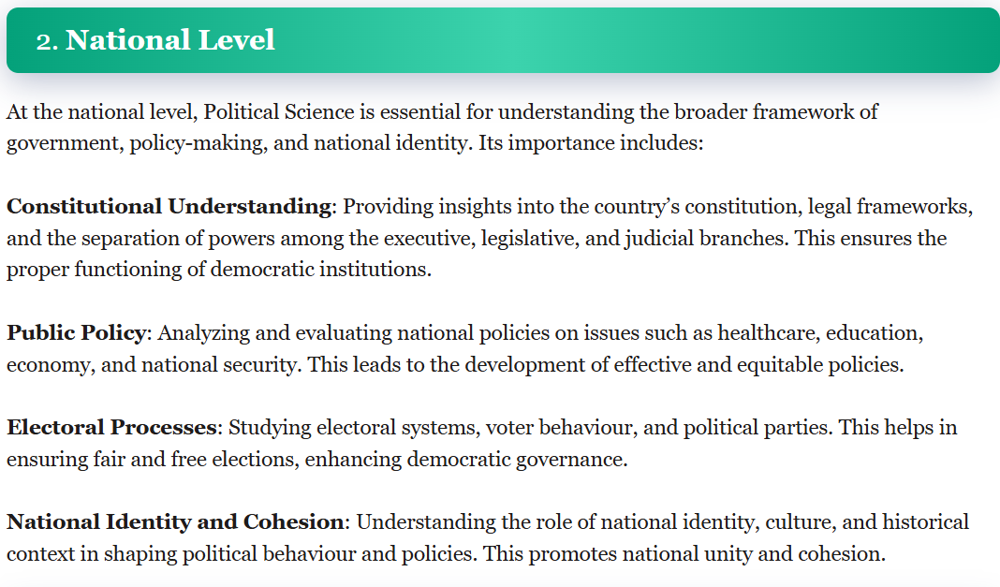 2. National Level
At the national level, Political Science is essential for understanding the broader framework of
government, policy-making, and national identity. Its importance includes:
Constitutional Understanding: Providing insights into the country’s constitution, legal frameworks,
and the separation of powers among the executive, legislative, and judicial branches. This ensures the
proper functioning of democratic institutions.
Public Policy: Analyzing and evaluating national policies on issues such as healthcare, education,
economy, and national security. This leads to the development of effective and equitable policies.
Electoral Processes: Studying electoral systems, voter behaviour, and political parties. This helps in
ensuring fair and free elections, enhancing democratic governance.
National Identity and Cohesion: Understanding the role of national identity, culture, and historical
context in shaping political behaviour and policies. This promotes national unity and cohesion.